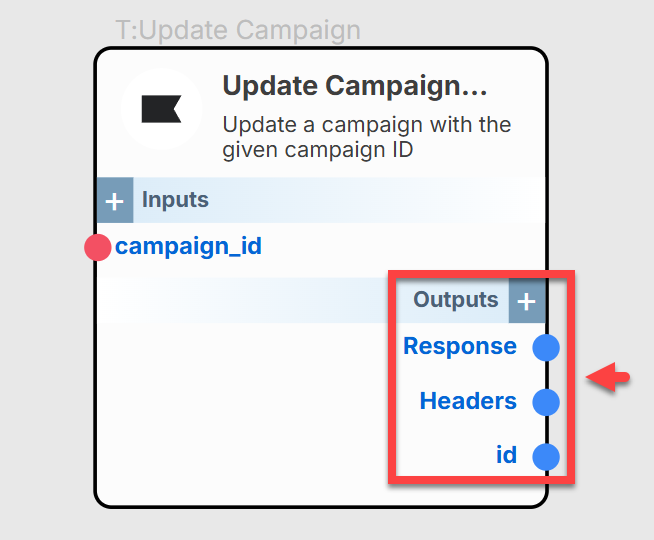 T:Update Campaign
Update Campaign...
Update a campaign with the
given campaign ID
+ Inputs
campaign_id
Outputs +
Response
Headers
id